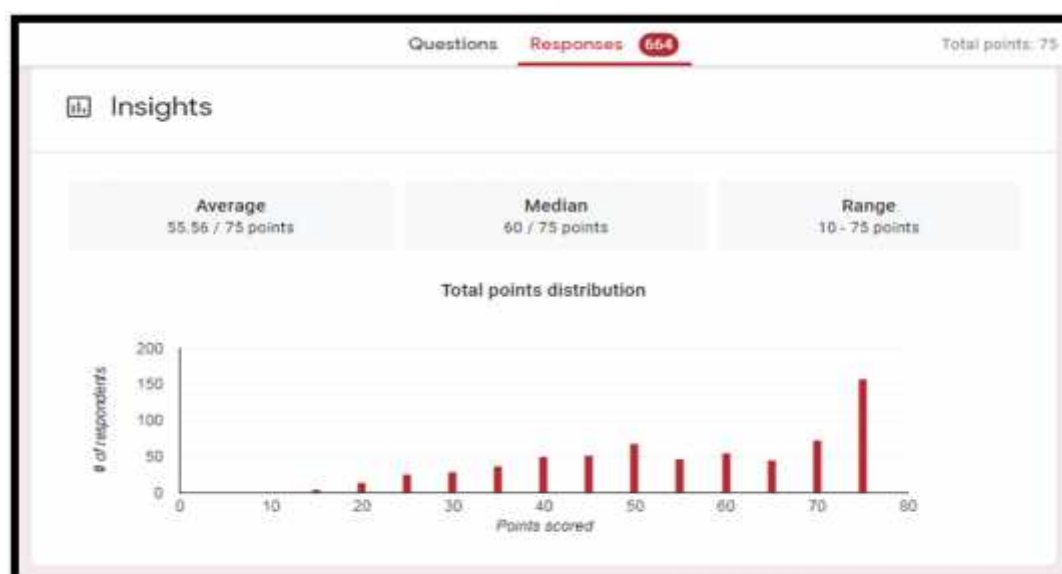 Questions Responses 664 Total points: 75
Insights
Average Median Range
55.56 / 75 points 60 / 75 points 10 - 75 points
Total points distribution
200
150
100
50
0
# of respondents
0 10 20 30 40 50 60 70 80
Points scored